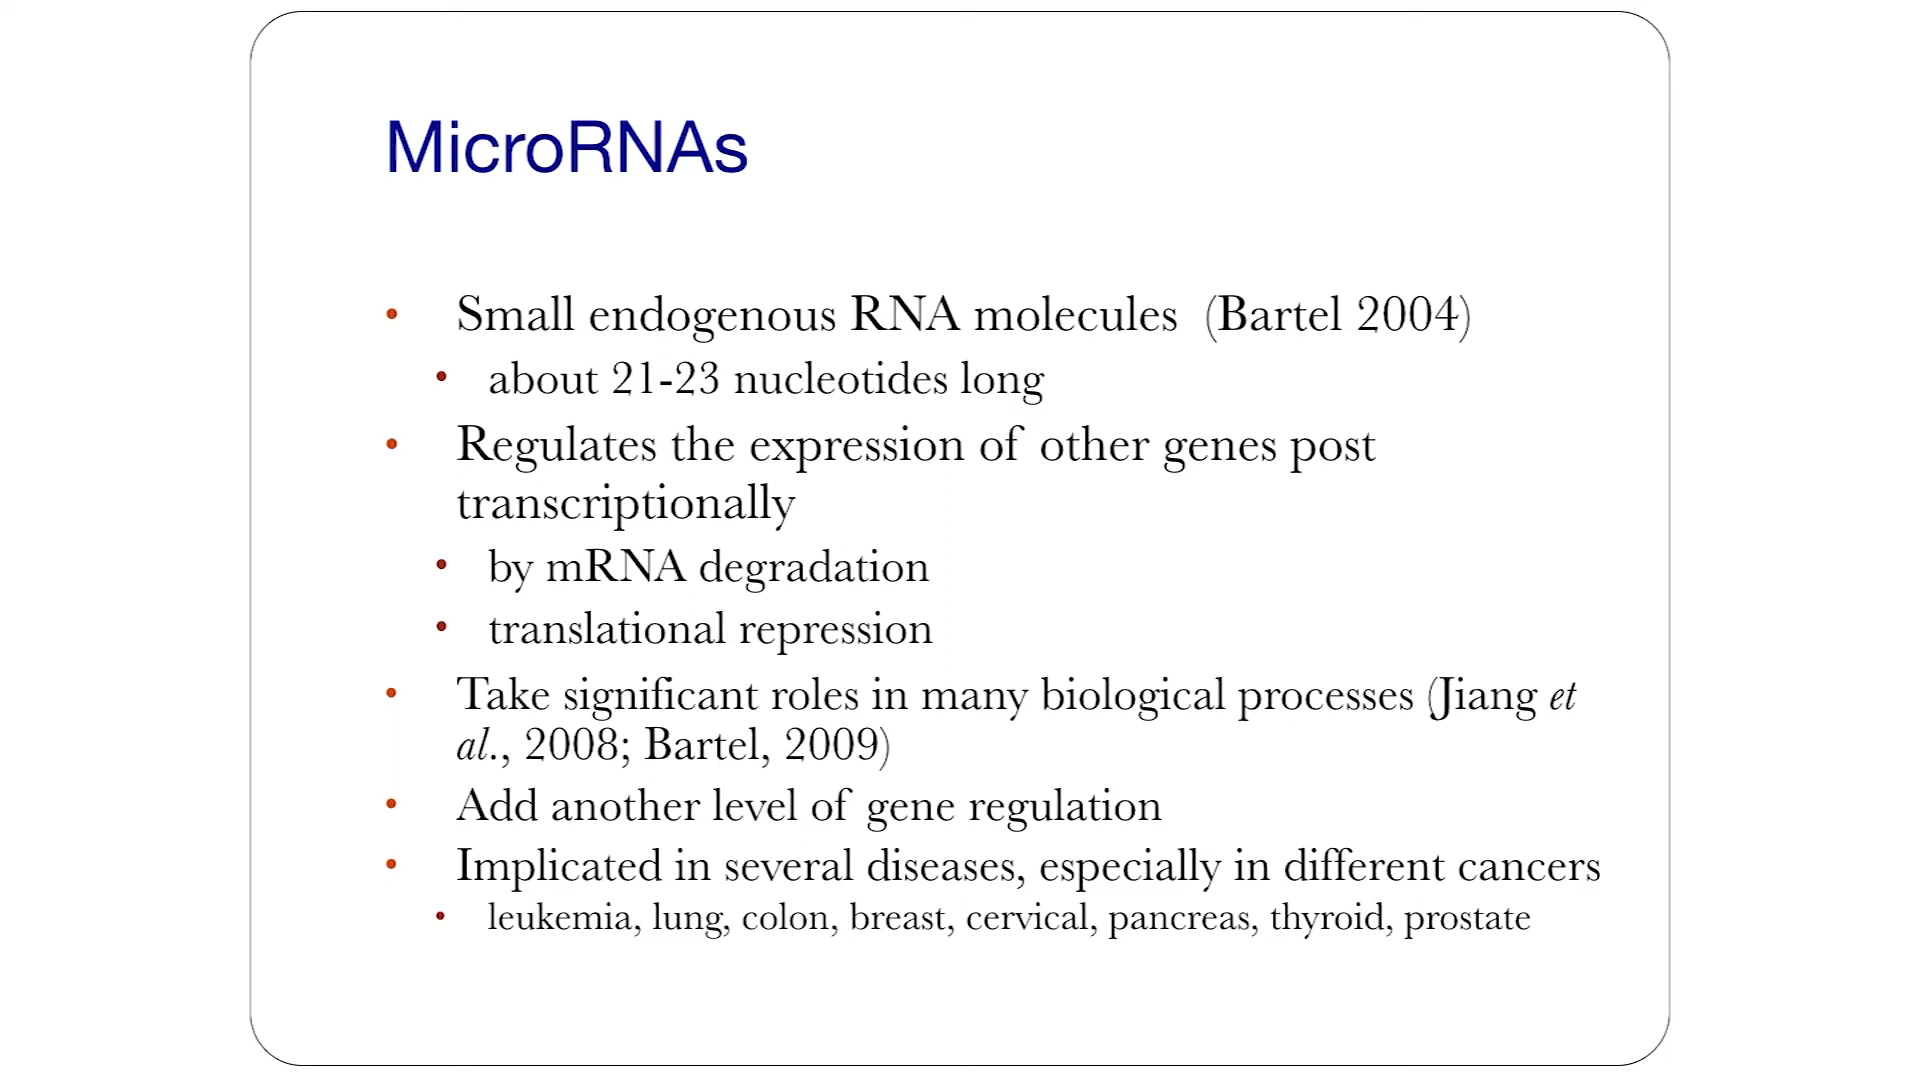 MicroRNAs
• Small endogenous RNA molecules (Bartel 2004)
• about 21-23 nucleotides long
• Regulates the expression of other genes post
transcriptionally
• by mRNA degradation
• translational repression
• Take significant roles in many biological processes (Jiang et
al., 2008; Bartel, 2009)
• Add another level of gene regulation
• Implicated in several diseases, especially in different cancers
• leukemia, lung, colon, breast, cervical, pancreas, thyroid, prostate